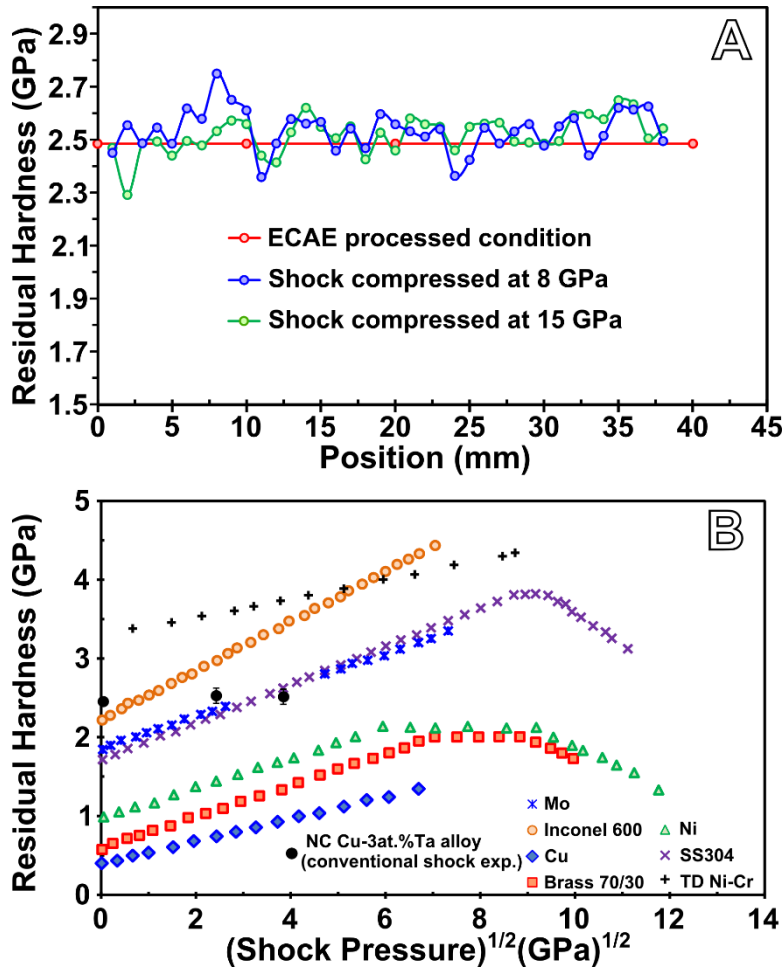 A
Residual Hardness (GPa)
2.9
2.7
2.5
2.3
2.1
1.9
1.7
1.5
ECAE processed condition
Shock compressed at 8 GPa
Shock compressed at 15 GPa
0 5 10 15 20 25 30 35 40 45
Position (mm)
B
Residual Hardness (GPa)
5
4
3
2
1
0
Mo
Inconel 600
Cu
Brass 70/30
Ni
SS304
TD Ni-Cr
NC Cu-3at.%Ta alloy
(conventional shock exp.)
0 2 4 6 8 10 12 14
(Shock Pressure)1/2(GPa)1/2